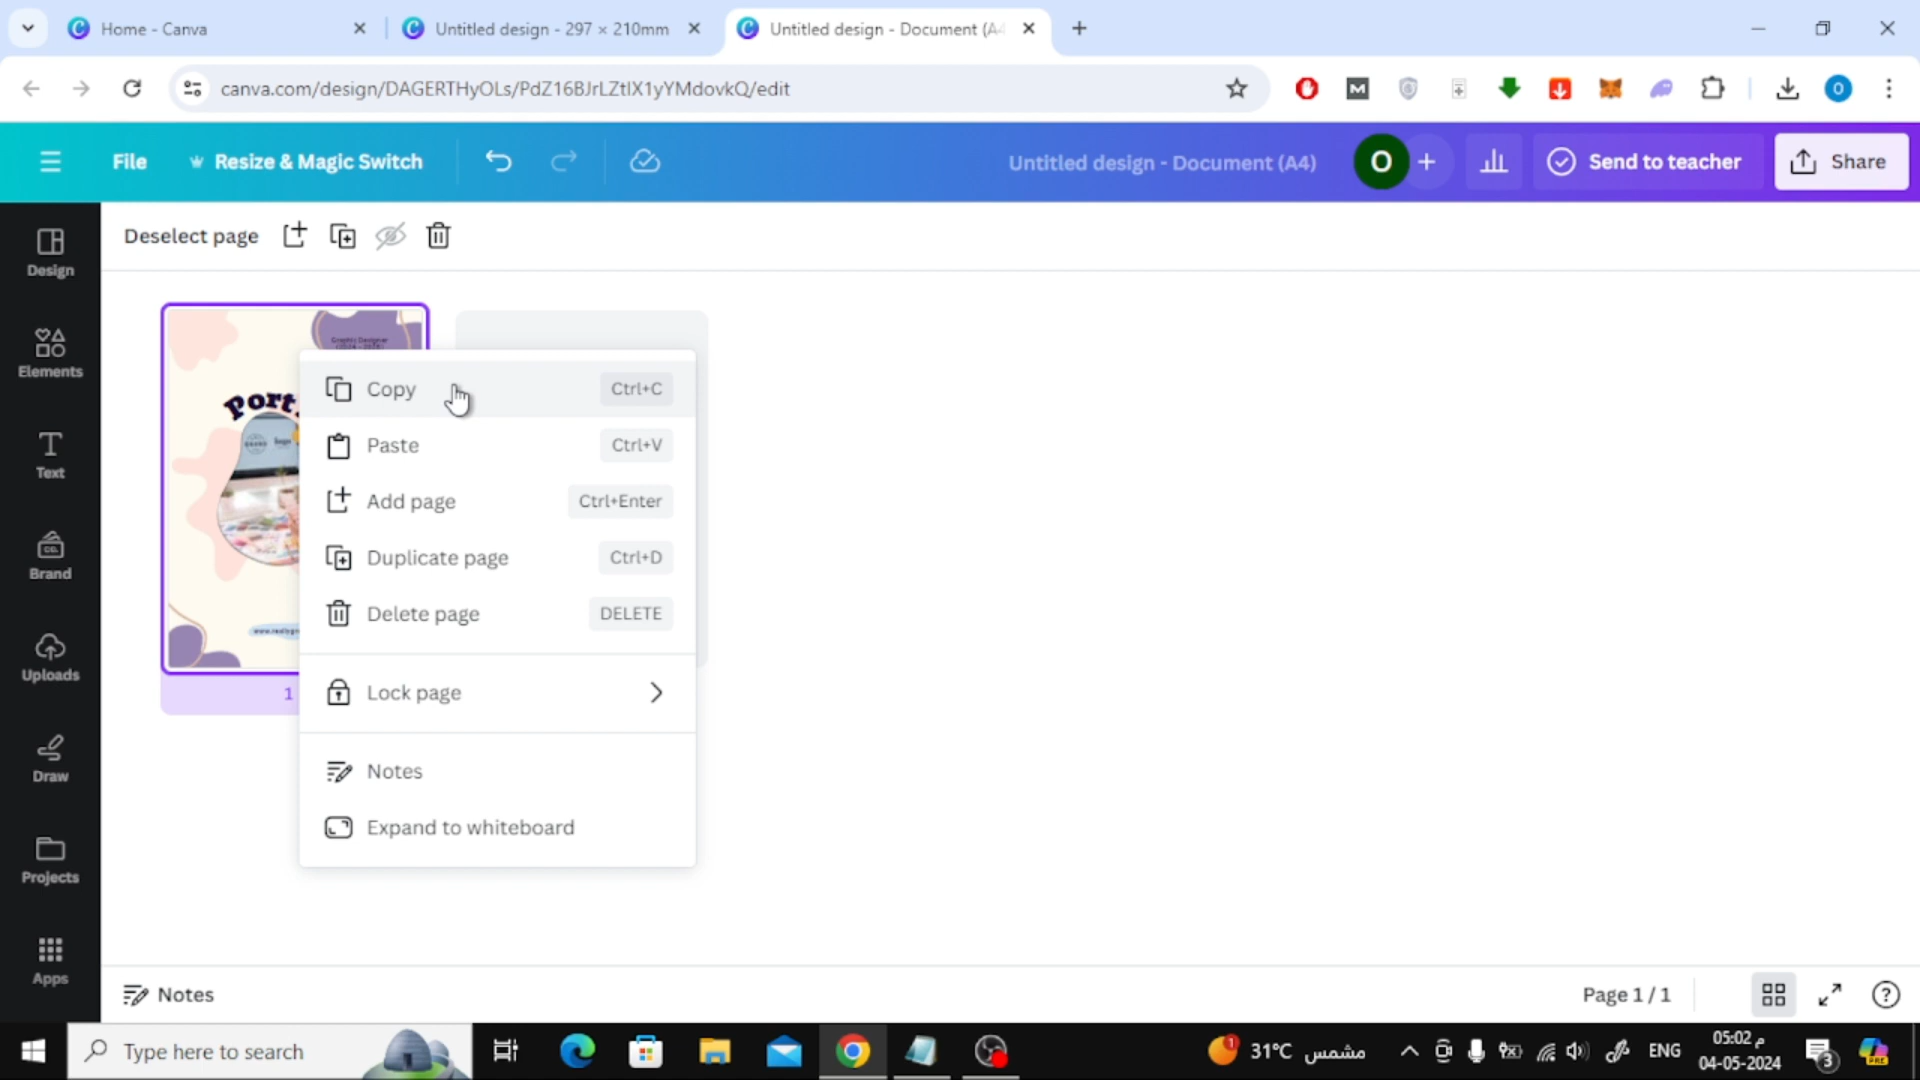 Home - Canva
Untitled design - 297 × 210mm
Untitled design - Document (A4
canva.com/design/DAGERTHyOLs/PdZ16BJrLZtlX1yYMdovkQ/edit
File
Resize & Magic Switch
Untitled design - Document (A4)
O
Send to teacher
Share
Deselect page
Design
Elements
Text
Brand
Uploads
Draw
Projects
Apps
Graphic Designer
Port
Copy Ctrl+C
Paste Ctrl+V
Add page Ctrl+Enter
Duplicate page Ctrl+D
Delete page DELETE
Lock page
Notes
Expand to whiteboard
1
Notes
Page 1 / 1
Type here to search
31°C مشمس
ENG
05:02 م
04-05-2024
3